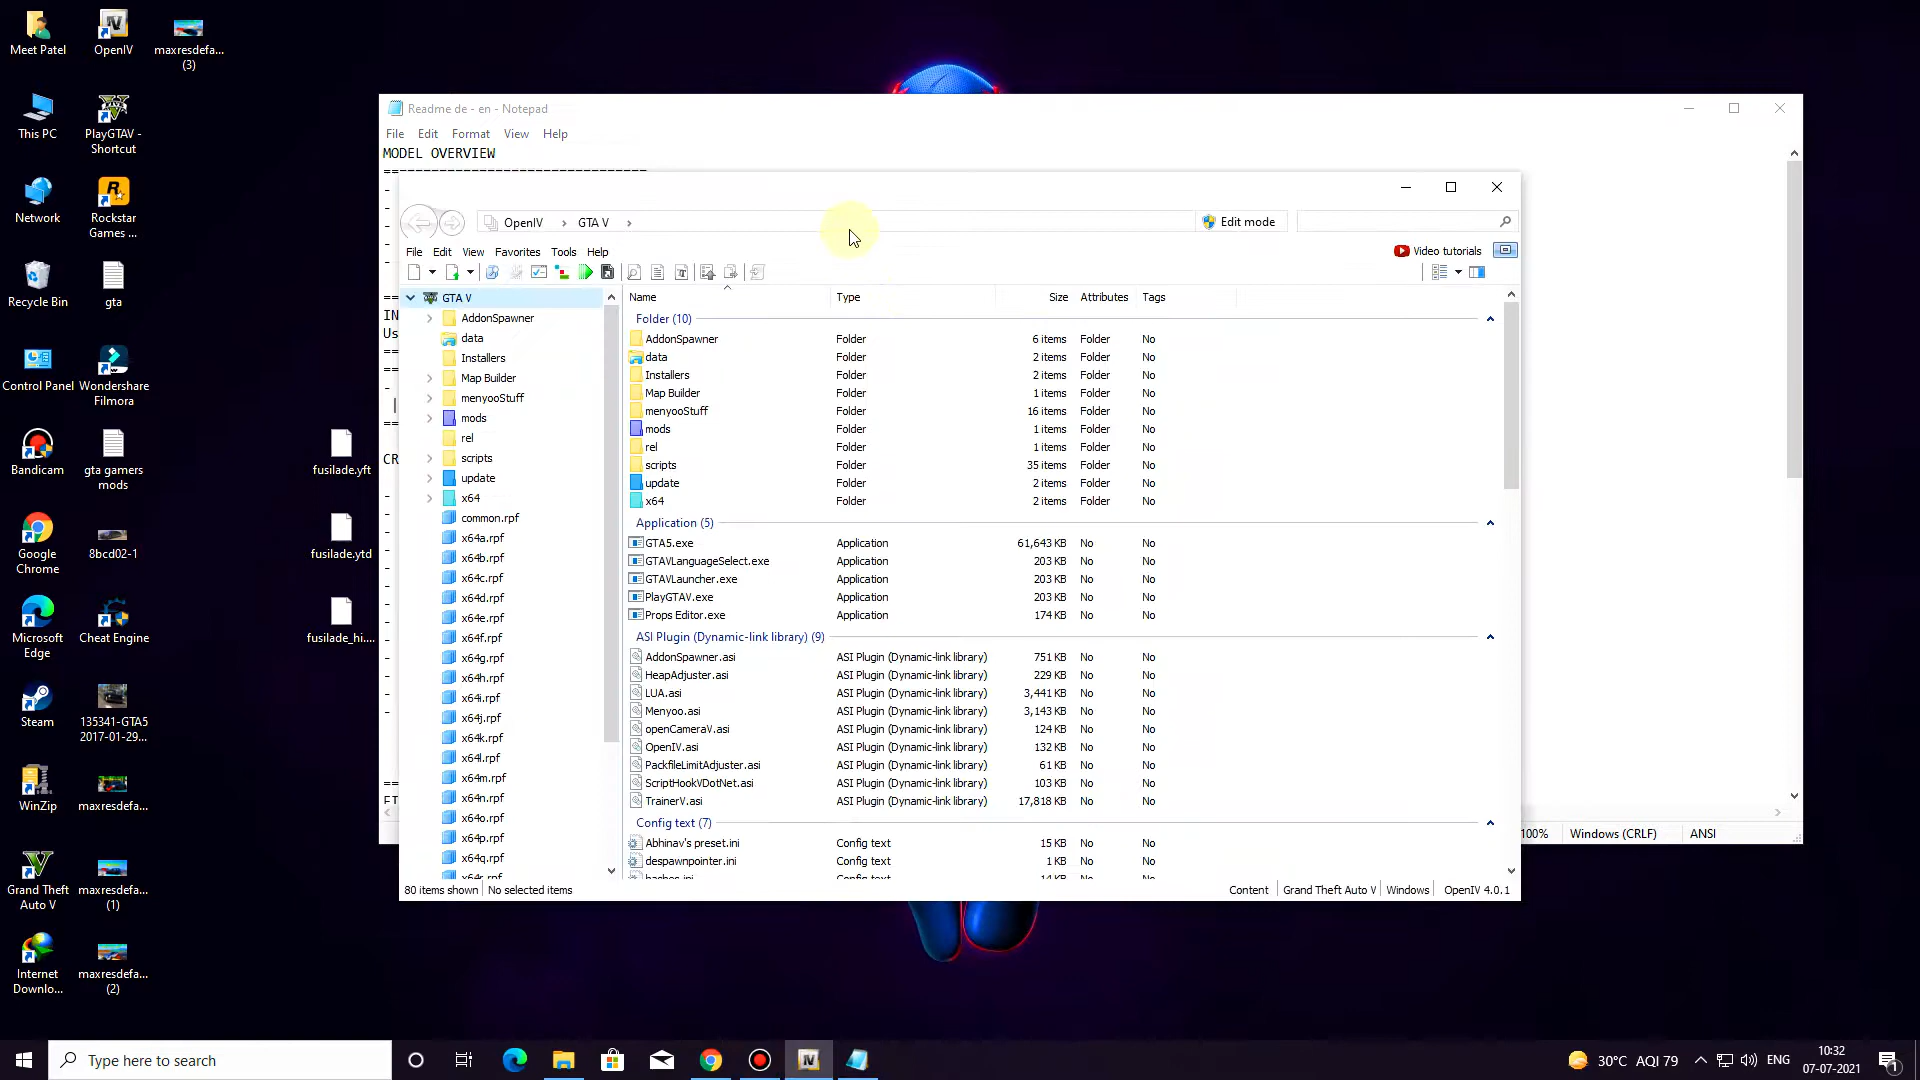 Meet Patel
OpenIV
maxresdefa...
(3)
This PC
PlayGTAV -
Shortcut
Network
Rockstar
Games ...
Recycle Bin
gta
Control Panel
Wondershare
Filmora
Bandicam
gta gamers
mods
Google
Chrome
8bcd02-1
Microsoft
Edge
Cheat Engine
Steam
135341-GTA5
2017-01-29...
WinZip
maxresdefa...
Grand Theft
Auto V
maxresdefa...
(1)
Internet
Downlo...
maxresdefa...
(2)
fusilade.yft
fusilade.ytd
fusilade_hi....
Readme de - en - Notepad
File Edit Format View Help
MODEL OVERVIEW
==============================
IN
Us
CR
100% Windows (CRLF) ANSI
OpenIV › GTA V ›
Edit mode
File Edit View Favorites Tools Help
Video tutorials
GTA V
AddonSpawner
data
Installers
Map Builder
menyooStuff
mods
rel
scripts
update
x64
common.rpf
x64a.rpf
x64b.rpf
x64c.rpf
x64d.rpf
x64e.rpf
x64f.rpf
x64g.rpf
x64h.rpf
x64i.rpf
x64j.rpf
x64k.rpf
x64l.rpf
x64m.rpf
x64n.rpf
x64o.rpf
x64p.rpf
x64q.rpf
x64r.rpf
Name Type Size Attributes Tags
Folder (10)
AddonSpawner Folder 6 items Folder No
data Folder 2 items Folder No
Installers Folder 2 items Folder No
Map Builder Folder 1 items Folder No
menyooStuff Folder 16 items Folder No
mods Folder 1 items Folder No
rel Folder 1 items Folder No
scripts Folder 35 items Folder No
update Folder 2 items Folder No
x64 Folder 2 items Folder No
Application (5)
GTA5.exe Application 61,643 KB No No
GTAVLanguageSelect.exe Application 203 KB No No
GTAVLauncher.exe Application 203 KB No No
PlayGTAV.exe Application 203 KB No No
Props Editor.exe Application 174 KB No No
ASI Plugin (Dynamic-link library) (9)
AddonSpawner.asi ASI Plugin (Dynamic-link library) 751 KB No No
HeapAdjuster.asi ASI Plugin (Dynamic-link library) 229 KB No No
LUA.asi ASI Plugin (Dynamic-link library) 3,441 KB No No
Menyoo.asi ASI Plugin (Dynamic-link library) 3,143 KB No No
openCameraV.asi ASI Plugin (Dynamic-link library) 124 KB No No
OpenIV.asi ASI Plugin (Dynamic-link library) 132 KB No No
PackfileLimitAdjuster.asi ASI Plugin (Dynamic-link library) 61 KB No No
ScriptHookVDotNet.asi ASI Plugin (Dynamic-link library) 103 KB No No
TrainerV.asi ASI Plugin (Dynamic-link library) 17,818 KB No No
Config text (7)
Abhinav's preset.ini Config text 15 KB No No
despawnpointer.ini Config text 1 KB No No
hashes.ini Config text 14 KB No No
80 items shown No selected items
Content Grand Theft Auto V Windows OpenIV 4.0.1
Type here to search
30°C AQI 79
ENG
10:32
07-07-2021
1